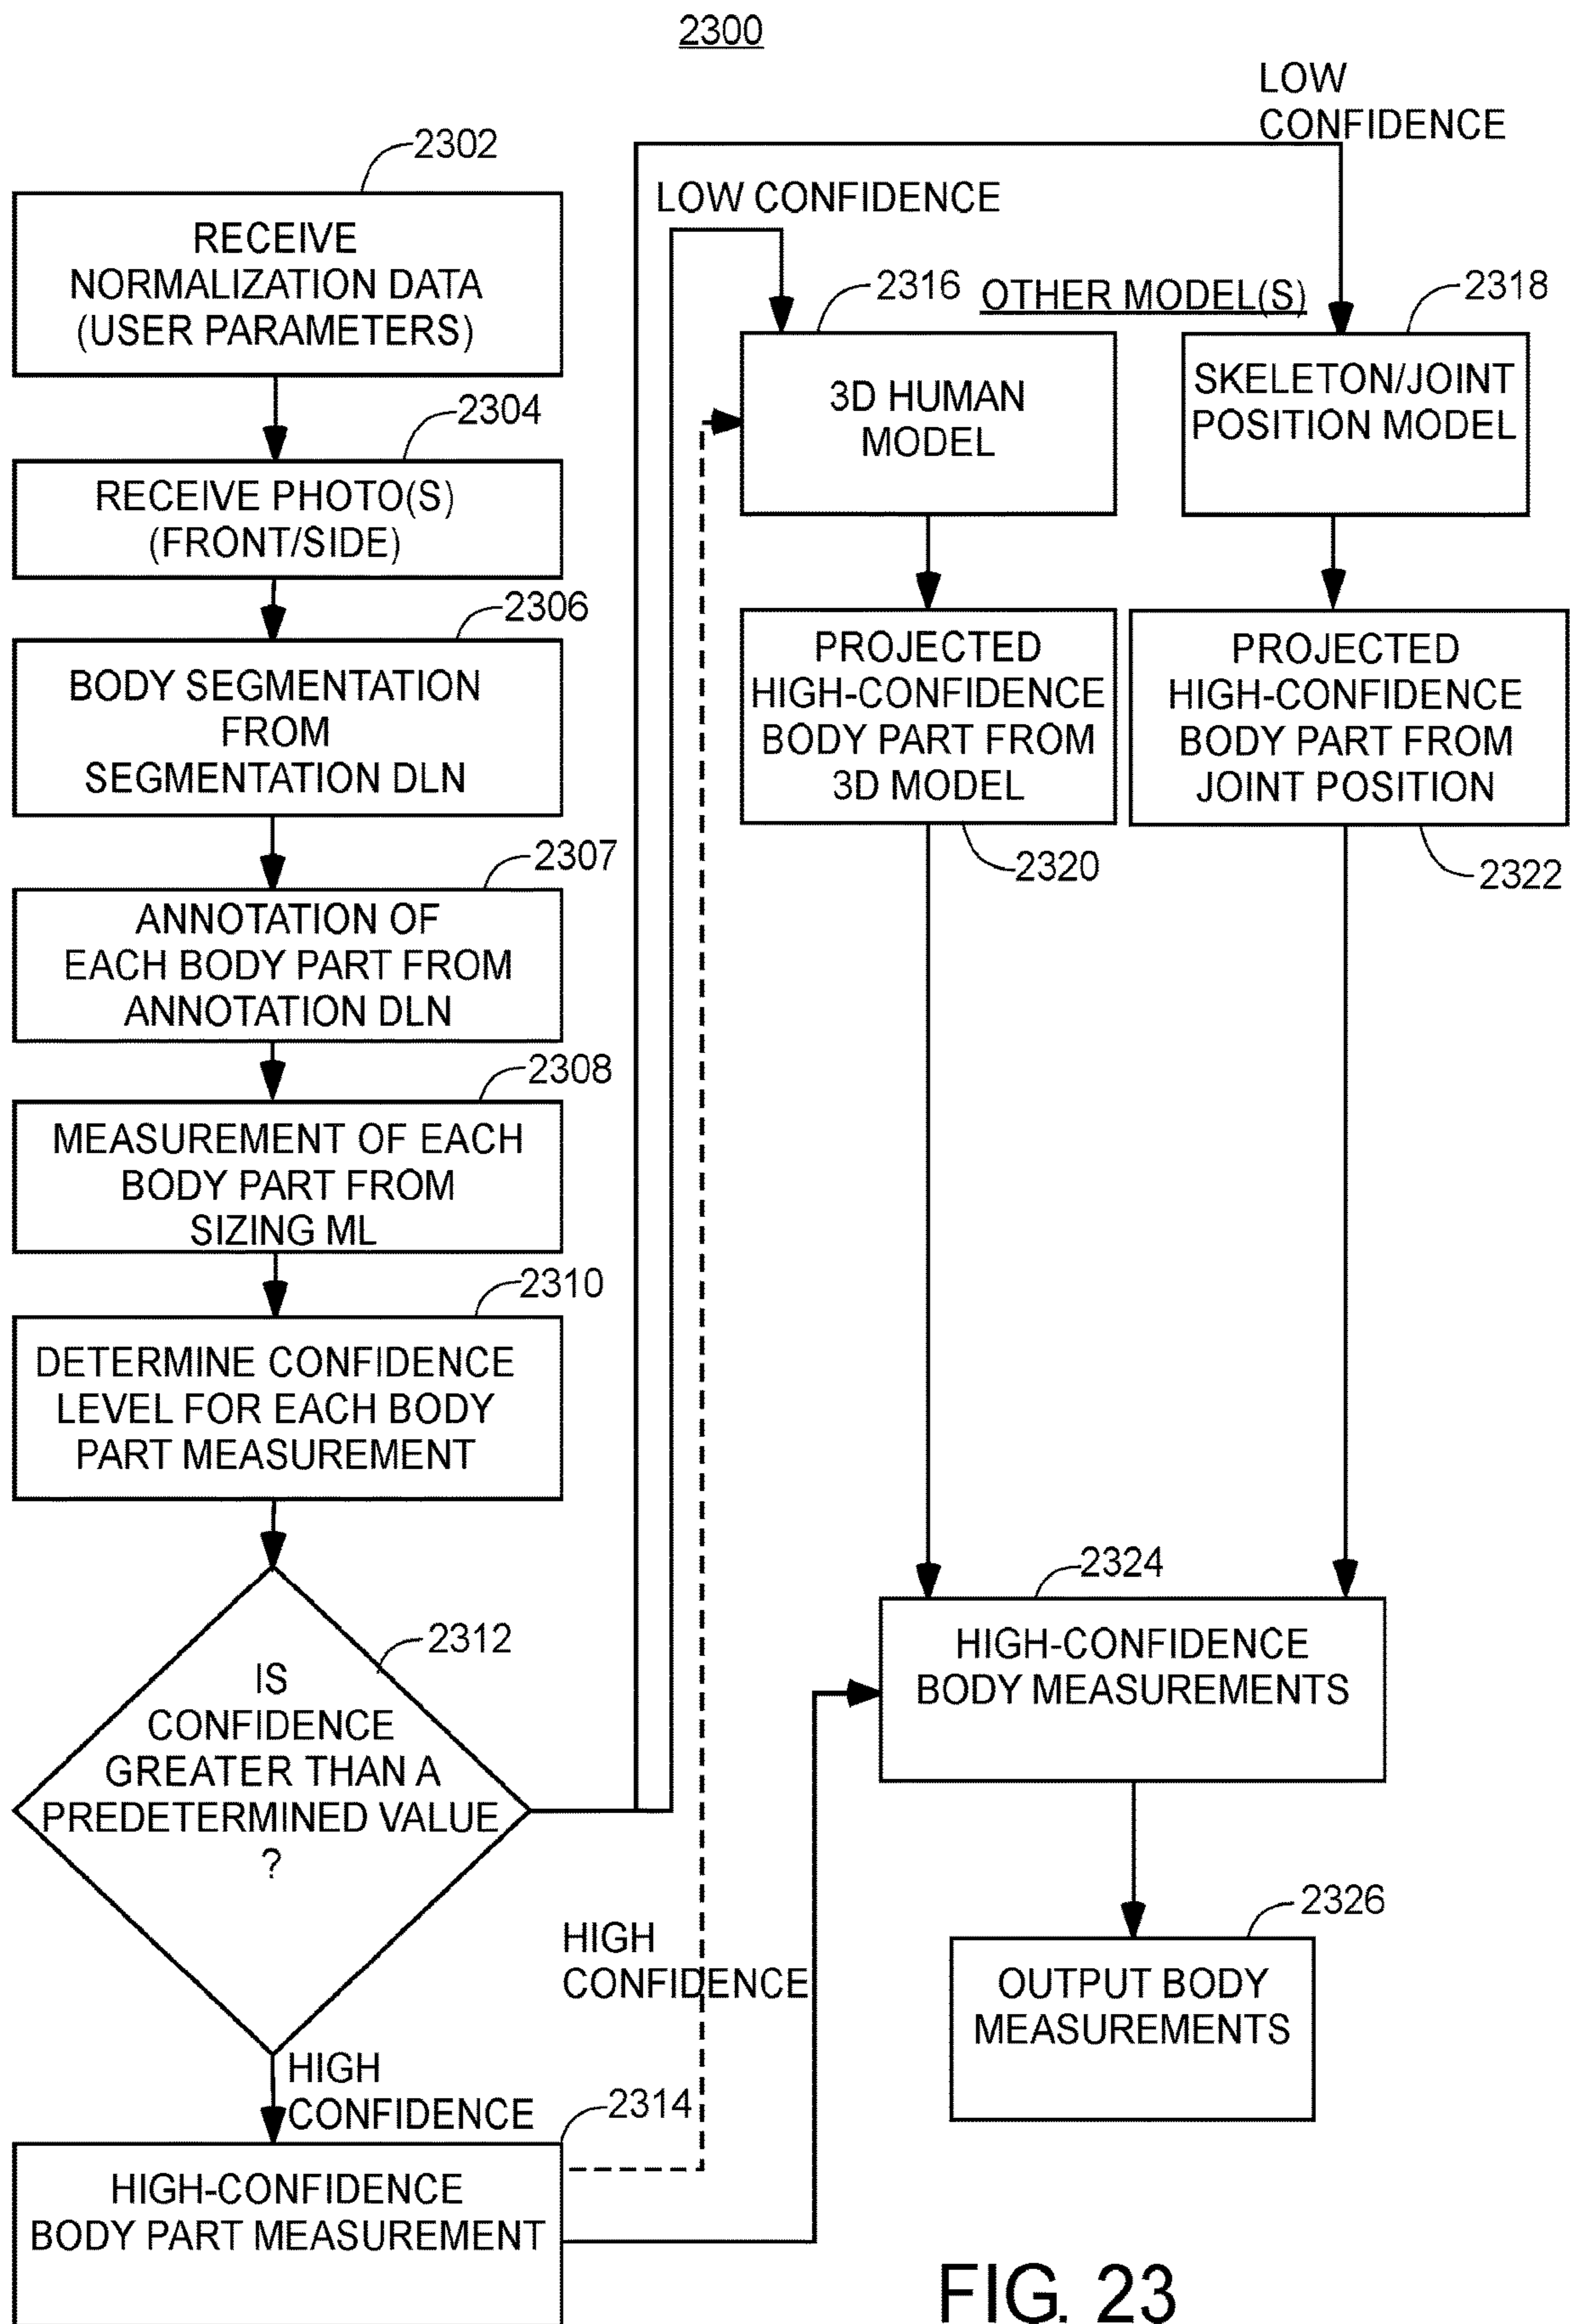 2300
LOW
CONFIDENCE
2302
RECEIVE
NORMALIZATION DATA
(USER PARAMETERS)
LOW CONFIDENCE
2316
OTHER MODEL(S)
2318
3D HUMAN
MODEL
SKELETON/JOINT
POSITION MODEL
2304
RECEIVE PHOTO(S)
(FRONT/SIDE)
2306
BODY SEGMENTATION
FROM
SEGMENTATION DLN
PROJECTED
HIGH-CONFIDENCE
BODY PART FROM
3D MODEL
PROJECTED
HIGH-CONFIDENCE
BODY PART FROM
JOINT POSITION
2320
2322
2307
ANNOTATION OF
EACH BODY PART FROM
ANNOTATION DLN
2308
MEASUREMENT OF EACH
BODY PART FROM
SIZING ML
2310
DETERMINE CONFIDENCE
LEVEL FOR EACH BODY
PART MEASUREMENT
2312
IS
CONFIDENCE
GREATER THAN A
PREDETERMINED VALUE
?
2324
HIGH-CONFIDENCE
BODY MEASUREMENTS
HIGH
CONFIDENCE
2326
OUTPUT BODY
MEASUREMENTS
HIGH
CONFIDENCE
2314
HIGH-CONFIDENCE
BODY PART MEASUREMENT
FIG. 23